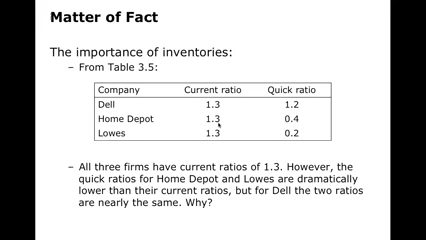 Matter of Fact
The importance of inventories:
– From Table 3.5:
Company Current ratio Quick ratio
Dell 1.3 1.2
Home Depot 1.3 0.4
Lowes 1.3 0.2
– All three firms have current ratios of 1.3. However, the
quick ratios for Home Depot and Lowes are dramatically
lower than their current ratios, but for Dell the two ratios
are nearly the same. Why?